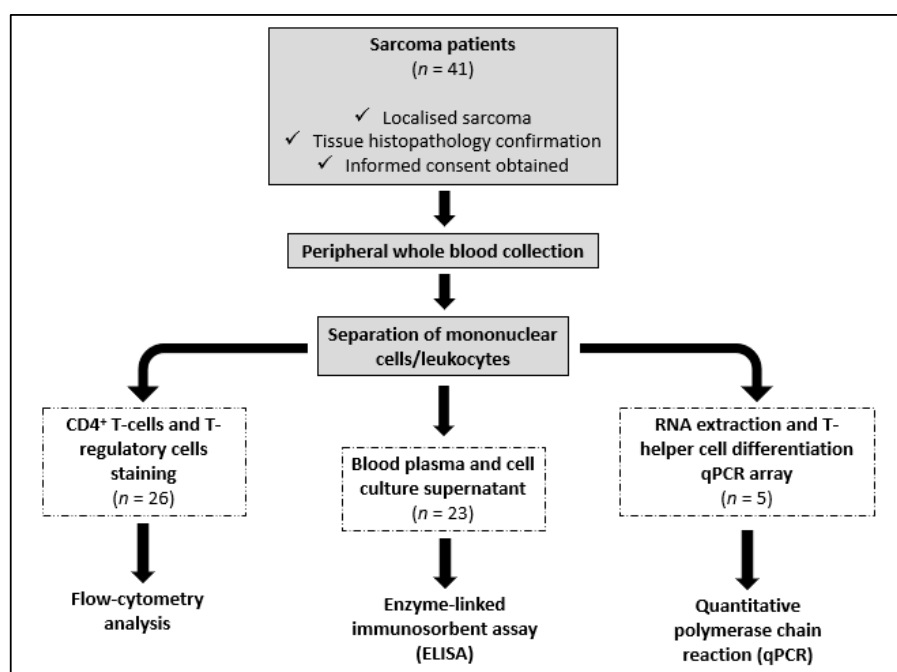 Sarcoma patients
(n = 41)
✓ Localised sarcoma
✓ Tissue histopathology confirmation
✓ Informed consent obtained
Peripheral whole blood collection
Separation of mononuclear
cells/leukocytes
CD4⁺ T-cells and T-
regulatory cells
staining
(n = 26)
Flow-cytometry
analysis
Blood plasma and cell
culture supernatant
(n = 23)
Enzyme-linked
immunosorbent assay
(ELISA)
RNA extraction and T-
helper cell differentiation
qPCR array
(n = 5)
Quantitative
polymerase chain
reaction (qPCR)